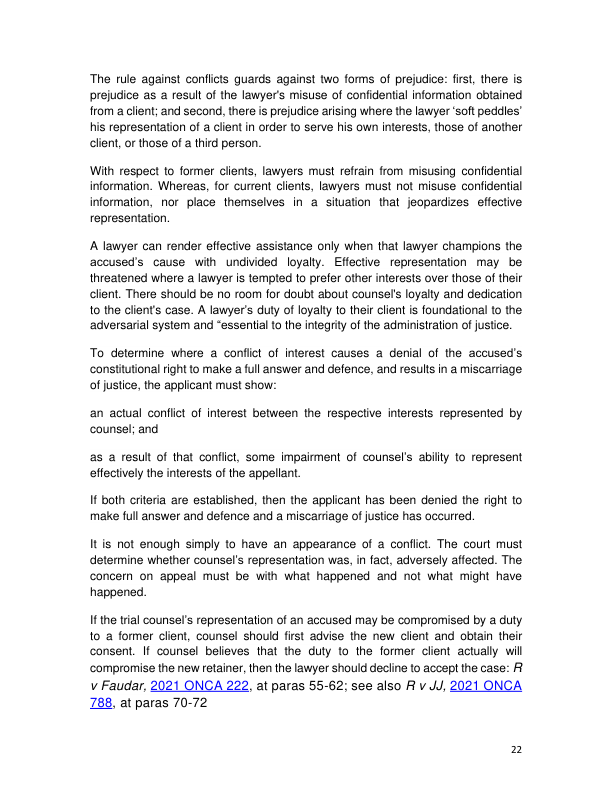 The rule against conflicts guards against two forms of prejudice: first, there is
prejudice as a result of the lawyer's misuse of confidential information obtained
from a client; and second, there is prejudice arising where the lawyer ‘soft peddles’
his representation of a client in order to serve his own interests, those of another
client, or those of a third person.
With respect to former clients, lawyers must refrain from misusing confidential
information. Whereas, for current clients, lawyers must not misuse confidential
information, nor place themselves in a situation that jeopardizes effective
representation.
A lawyer can render effective assistance only when that lawyer champions the
accused’s cause with undivided loyalty. Effective representation may be
threatened where a lawyer is tempted to prefer other interests over those of their
client. There should be no room for doubt about counsel's loyalty and dedication
to the client's case. A lawyer’s duty of loyalty to their client is foundational to the
adversarial system and “essential to the integrity of the administration of justice.
To determine where a conflict of interest causes a denial of the accused’s
constitutional right to make a full answer and defence, and results in a miscarriage
of justice, the applicant must show:
an actual conflict of interest between the respective interests represented by
counsel; and
as a result of that conflict, some impairment of counsel’s ability to represent
effectively the interests of the appellant.
If both criteria are established, then the applicant has been denied the right to
make full answer and defence and a miscarriage of justice has occurred.
It is not enough simply to have an appearance of a conflict. The court must
determine whether counsel’s representation was, in fact, adversely affected. The
concern on appeal must be with what happened and not what might have
happened.
If the trial counsel’s representation of an accused may be compromised by a duty
to a former client, counsel should first advise the new client and obtain their
consent. If counsel believes that the duty to the former client actually will
compromise the new retainer, then the lawyer should decline to accept the case: R
v Faudar, 2021 ONCA 222, at paras 55-62; see also R v JJ, 2021 ONCA
788, at paras 70-72
22